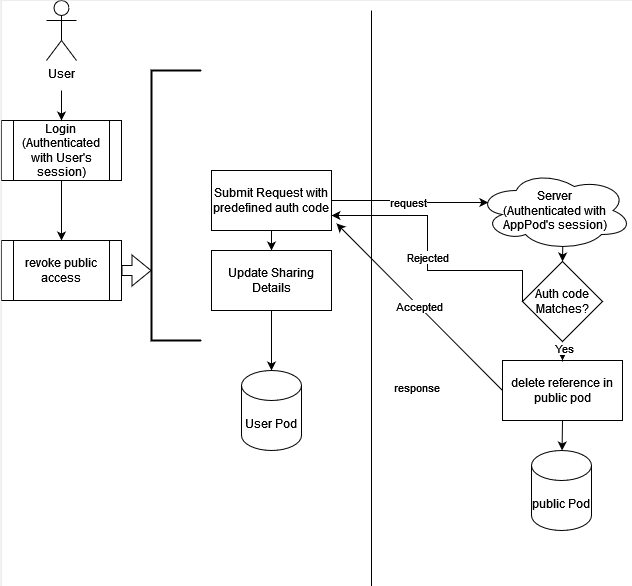 User
Login
(Authenticated
with User's
session)
revoke public
access
Submit Request with
predefined auth code
Update Sharing
Details
User Pod
request
Rejected
Accepted
response
Server
(Authenticated with
AppPod's session)
Auth code
Matches?
Yes
delete reference in
public pod
public Pod